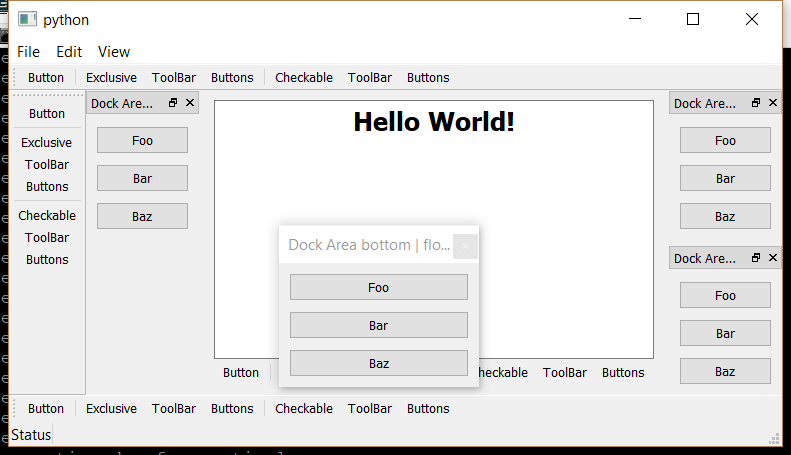 python
File Edit View
Button Exclusive ToolBar Buttons Checkable ToolBar Buttons
Button
Exclusive
ToolBar
Buttons
Checkable
ToolBar
Buttons
Dock Are...
Foo
Bar
Baz
Hello World!
Dock Area bottom | flo...
Foo
Bar
Baz
Button
ToolBar Buttons
Dock Are...
Foo
Bar
Baz
Dock Are...
Foo
Bar
Baz
Button Exclusive ToolBar Buttons Checkable ToolBar Buttons
Status